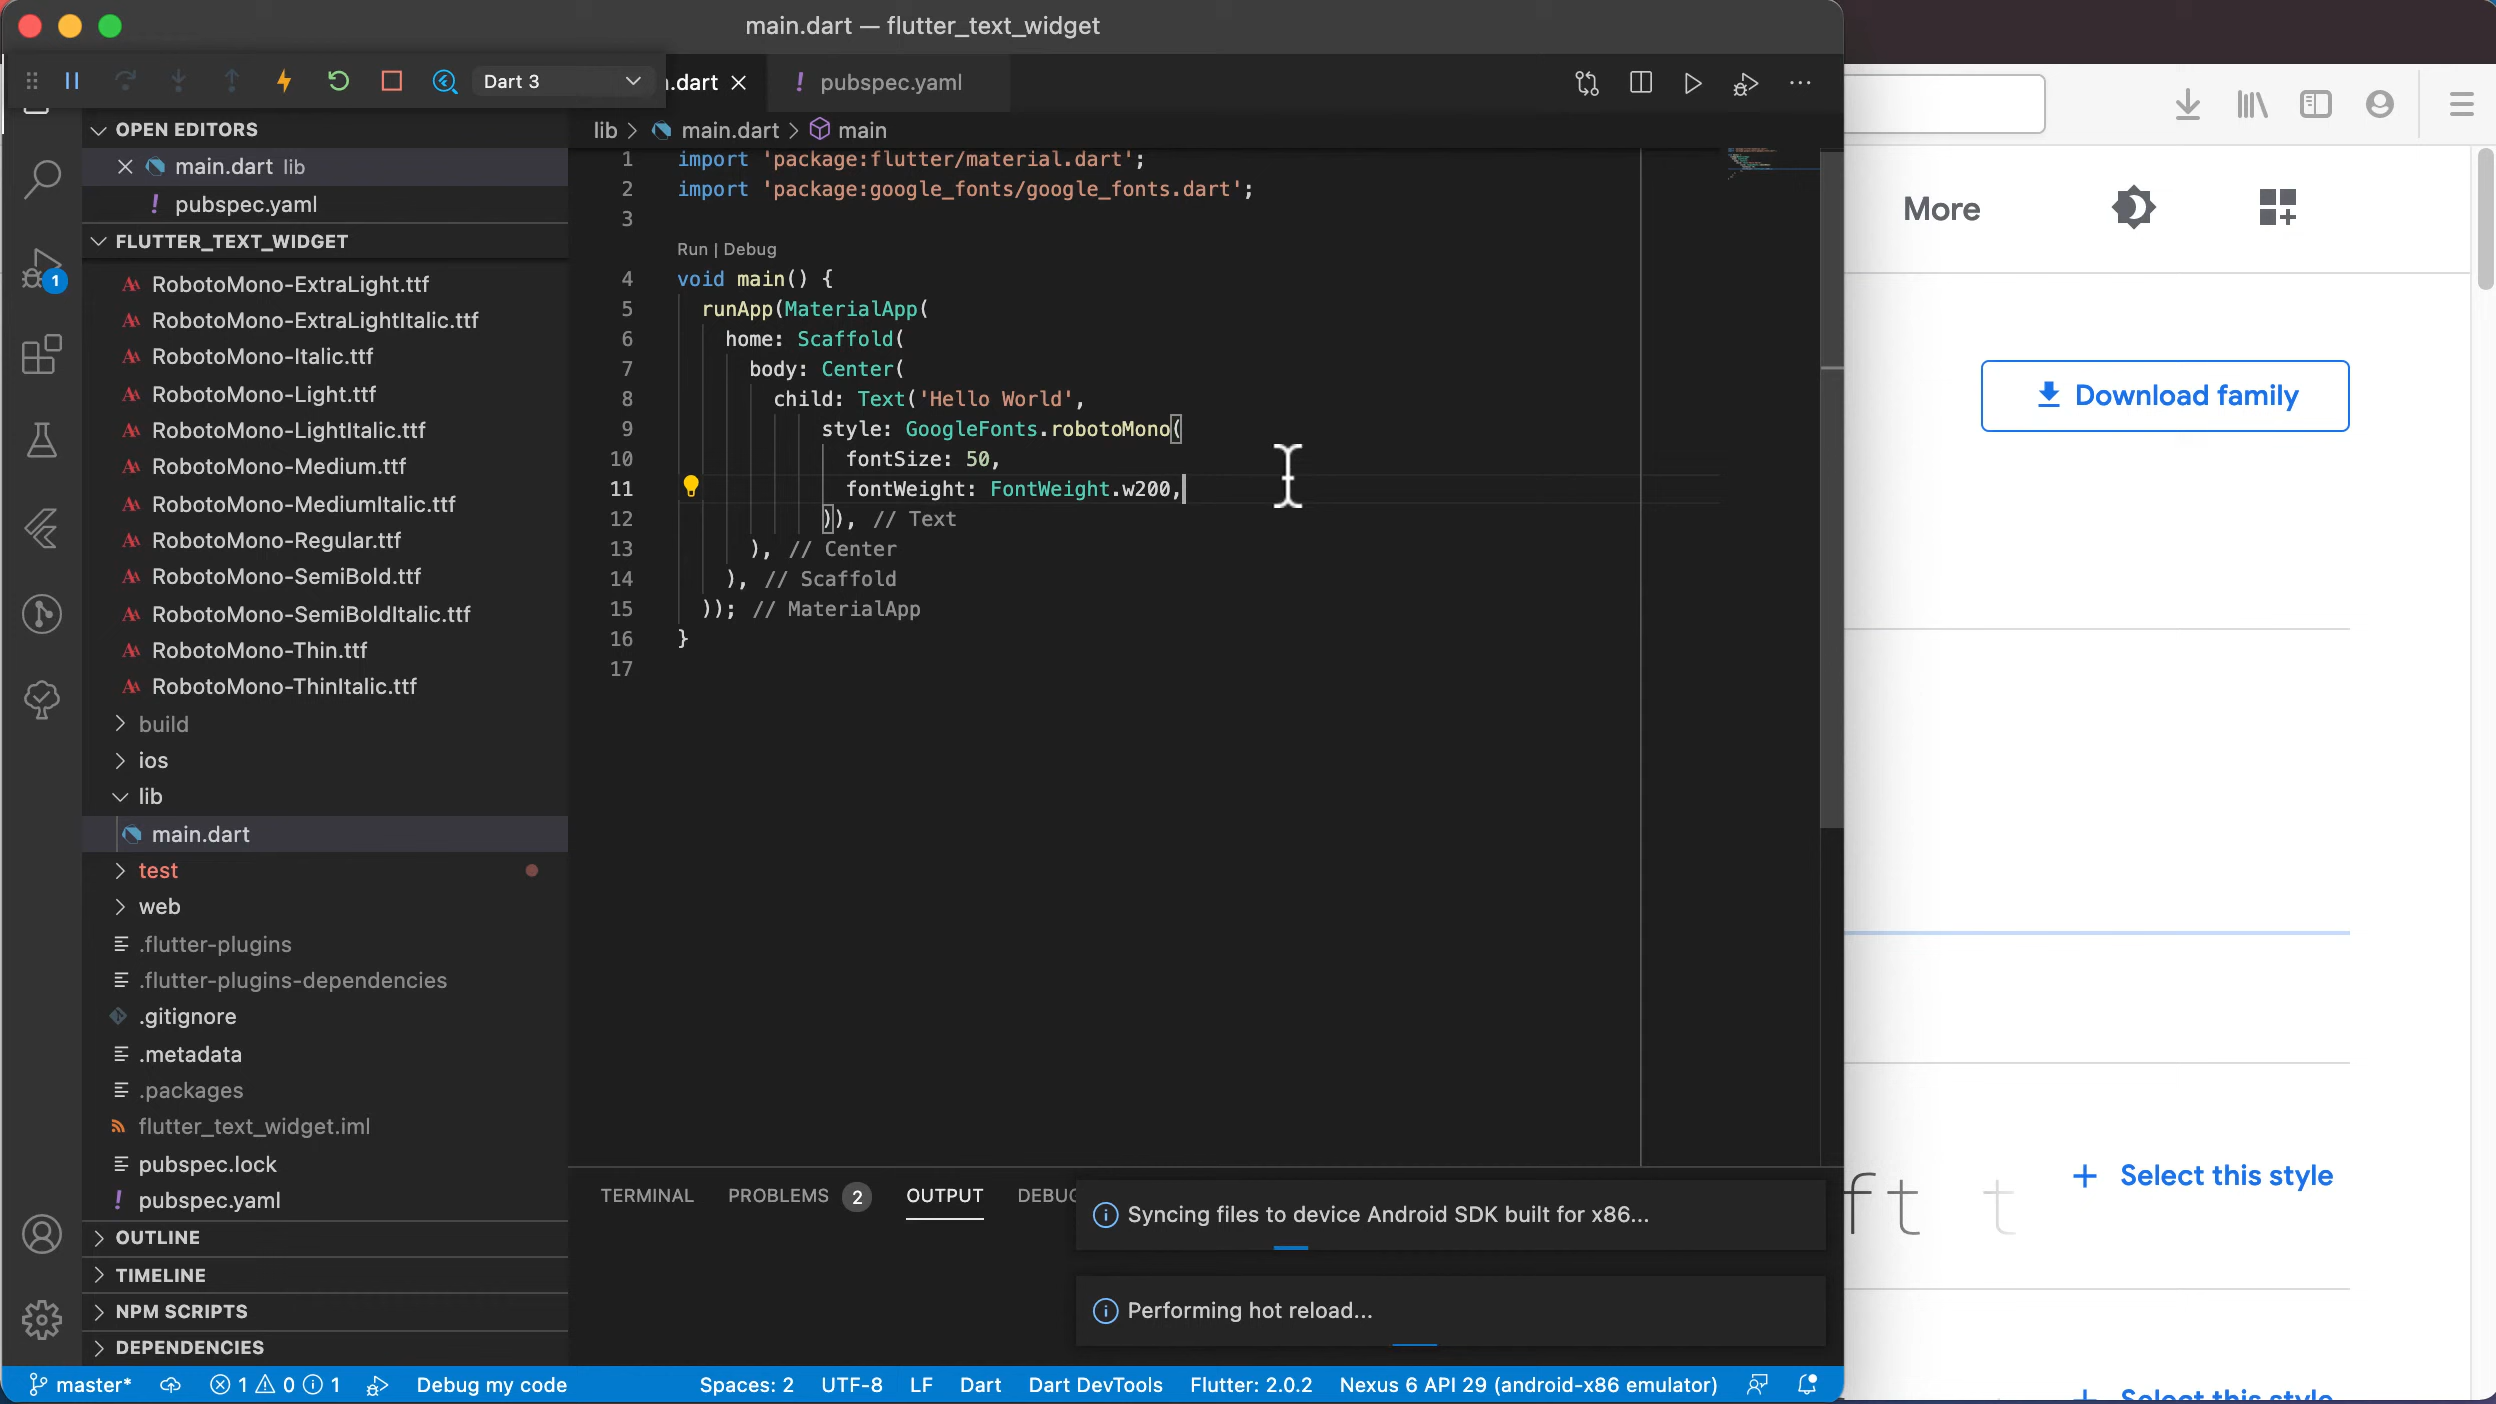 main.dart — flutter_text_widget
Dart 3
.dart
pubspec.yaml
OPEN EDITORS
main.dart lib
! pubspec.yaml
FLUTTER_TEXT_WIDGET
RobotoMono-ExtraLight.ttf
RobotoMono-ExtraLightItalic.ttf
RobotoMono-Italic.ttf
RobotoMono-Light.ttf
RobotoMono-LightItalic.ttf
RobotoMono-Medium.ttf
RobotoMono-MediumItalic.ttf
RobotoMono-Regular.ttf
RobotoMono-SemiBold.ttf
RobotoMono-SemiBoldItalic.ttf
RobotoMono-Thin.ttf
RobotoMono-ThinItalic.ttf
build
ios
lib
main.dart
test
web
.flutter-plugins
.flutter-plugins-dependencies
.gitignore
.metadata
.packages
flutter_text_widget.iml
pubspec.lock
! pubspec.yaml
OUTLINE
TIMELINE
NPM SCRIPTS
DEPENDENCIES
1
lib > main.dart > main
1 import 'package:flutter/material.dart';
2 import 'package:google_fonts/google_fonts.dart';
3
Run | Debug
4 void main() {
5 runApp(MaterialApp(
6 home: Scaffold(
7 body: Center(
8 child: Text('Hello World',
9 style: GoogleFonts.robotoMono(
10 fontSize: 50,
11 fontWeight: FontWeight.w200,
12 )), // Text
13 ), // Center
14 ), // Scaffold
15 )); // MaterialApp
16 }
17
TERMINAL PROBLEMS 2 OUTPUT DEBUG
Syncing files to device Android SDK built for x86...
Performing hot reload...
master* 1 0 1 Debug my code Spaces: 2 UTF-8 LF Dart Dart DevTools Flutter: 2.0.2 Nexus 6 API 29 (android-x86 emulator)
More
Download family
ft t
+ Select this style
+ Select this style